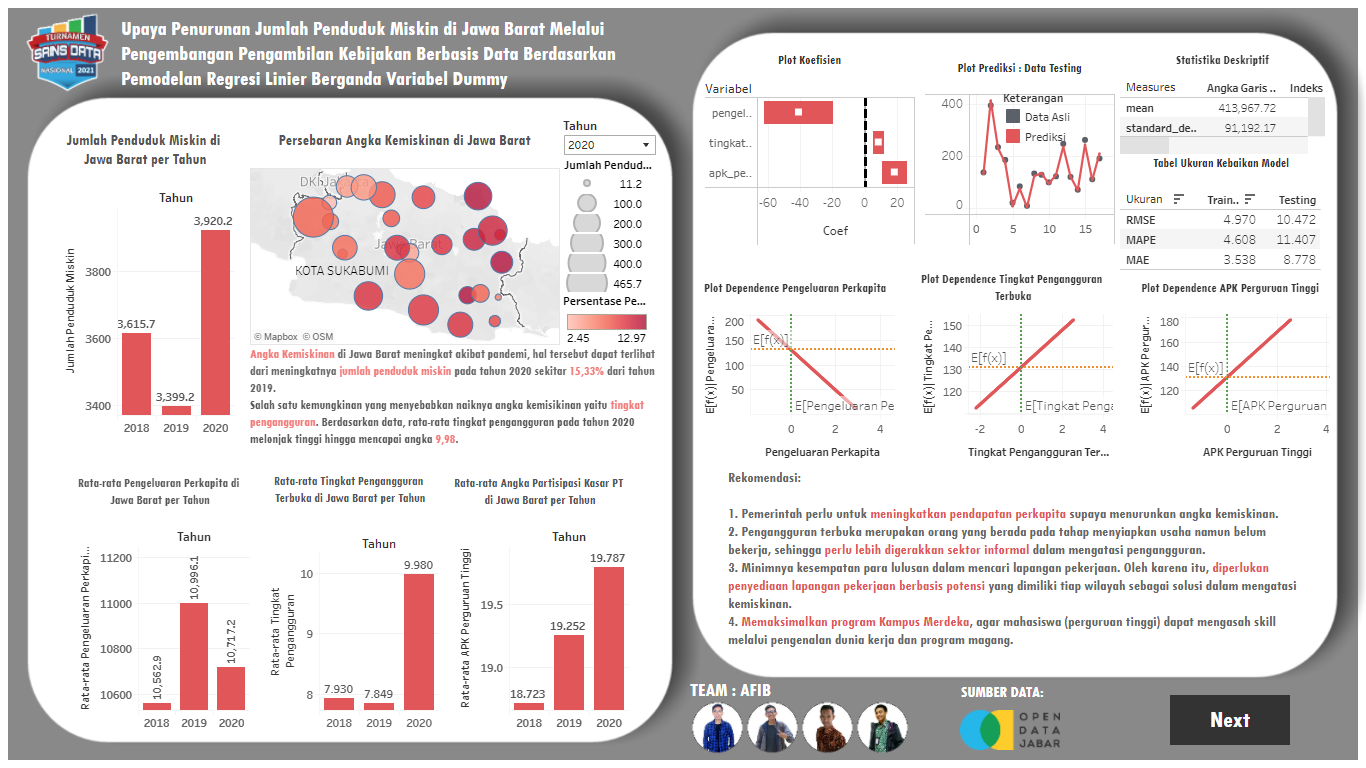 TURNAMEN
SAINS DATA
NASIONAL 2021
Upaya Penurunan Jumlah Penduduk Miskin di Jawa Barat Melalui
Pengembangan Pengambilan Kebijakan Berbasis Data Berdasarkan
Pemodelan Regresi Linier Berganda Variabel Dummy
Jumlah Penduduk Miskin di
Jawa Barat per Tahun
Tahun
Jumlah Penduduk Miskin
3800
3600
3400
3,615.7
3,399.2
3,920.2
2018 2019 2020
Persebaran Angka Kemiskinan di Jawa Barat
Tahun
2020
Jumlah Pendud...
11.2
100.0
200.0
300.0
400.0
465.7
Persentase Pe...
2.45 12.97
DKI Jakarta
Jawa Barat
KOTA SUKABUMI
© Mapbox © OSM
Angka Kemiskinan di Jawa Barat meningkat akibat pandemi, hal tersebut dapat terlihat
dari meningkatnya jumlah penduduk miskin pada tahun 2020 sekitar 15,33% dari tahun
2019.
Salah satu kemungkinan yang menyebabkan naiknya angka kemisikinan yaitu tingkat
pengangguran. Berdasarkan data, rata-rata tingkat pengangguran pada tahun 2020
melonjak tinggi hingga mencapai angka 9,98.
Rata-rata Pengeluaran Perkapita di
Jawa Barat per Tahun
Tahun
Rata-rata Pengeluaran Perkapi...
11200
11000
10800
10600
10,562.9
10,996.1
10,717.2
2018 2019 2020
Rata-rata Tingkat Pengangguran
Terbuka di Jawa Barat per Tahun
Tahun
Rata-rata Tingkat
Pengangguran
10
9
8
7.930
7.849
9.980
2018 2019 2020
Rata-rata Angka Partisipasi Kasar PT
di Jawa Barat per Tahun
Tahun
Rata-rata APK Perguruan Tinggi
19.5
19.0
18.723
19.252
19.787
2018 2019 2020
Plot Koefisien
Variabel
pengel..
tingkat..
apk_pe..
-60 -40 -20 0 20
Coef
Plot Prediksi : Data Testing
Keterangan
Data Asli
Prediksi
400
200
0
0 5 10 15
Statistika Deskriptif
Measures Angka Garis .. Indeks
mean 413,967.72
standard_de.. 91,192.17
Tabel Ukuran Kebaikan Model
Ukuran Train.. Testing
RMSE 4.970 10.472
MAPE 4.608 11.407
MAE 3.538 8.778
Plot Dependence Pengeluaran Perkapita
E[f(x)|Pengeluara...
200
150
100
50
E[f(x)]
E[Pengeluaran Pe
0 2 4
Pengeluaran Perkapita
Plot Dependence Tingkat Pengangguran
Terbuka
E[f(x)|Tingkat Pe...
150
140
130
120
E[f(x)]
E[Tingkat Penga
-2 0 2 4
Tingkat Pengangguran Ter...
Plot Dependence APK Perguruan Tinggi
E[f(x)|APK Pergur...
180
160
140
120
E[f(x)]
E[APK Perguruan
0 2 4
APK Perguruan Tinggi
Rekomendasi:
1. Pemerintah perlu untuk meningkatkan pendapatan perkapita supaya menurunkan angka kemiskinan.
2. Pengangguran terbuka merupakan orang yang berada pada tahap menyiapkan usaha namun belum
bekerja, sehingga perlu lebih digerakkan sektor informal dalam mengatasi pengangguran.
3. Minimnya kesempatan para lulusan dalam mencari lapangan pekerjaan. Oleh karena itu, diperlukan
penyediaan lapangan pekerjaan berbasis potensi yang dimiliki tiap wilayah sebagai solusi dalam mengatasi
kemiskinan.
4. Memaksimalkan program Kampus Merdeka, agar mahasiswa (perguruan tinggi) dapat mengasah skill
melalui pengenalan dunia kerja dan program magang.
TEAM : AFIB
SUMBER DATA:
OPEN
DATA
JABAR
Next